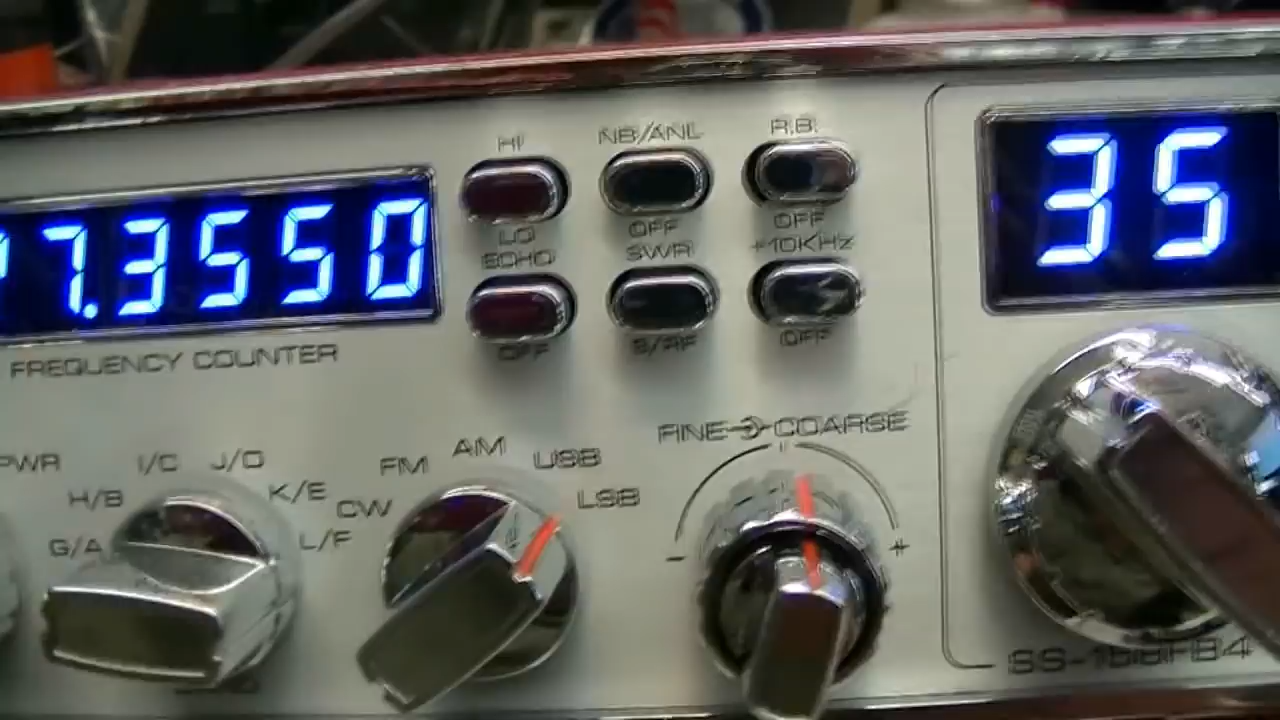 HI NB/ANL R.B.
35
7.3550
LO OFF OFF
ECHO SWR +10KHz
OFF S/RF OFF
FREQUENCY COUNTER
FINE COARSE
PWR I/C J/D FM AM USB
H/B K/E CW LSB
G/A L/F - +